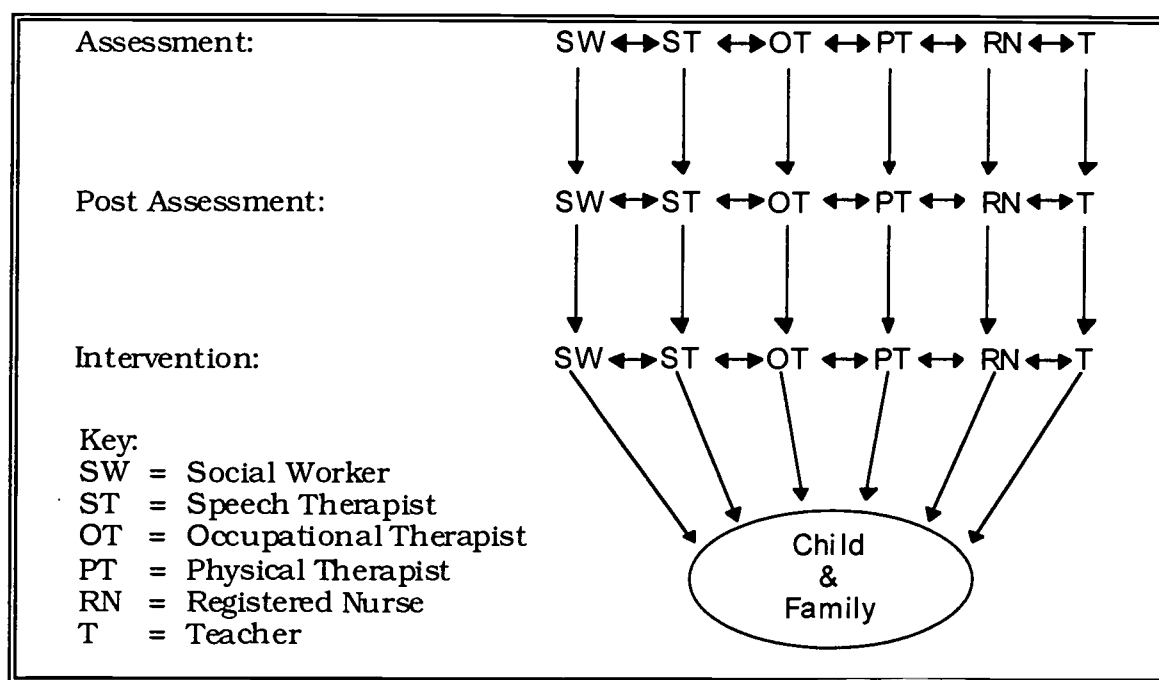 Assessment: SW ST OT PT RN T
Post Assessment: SW ST OT PT RN T
Intervention: SW ST OT PT RN T
Key:
SW = Social Worker
ST = Speech Therapist
OT = Occupational Therapist
PT = Physical Therapist
RN = Registered Nurse
T = Teacher
Child
&
Family